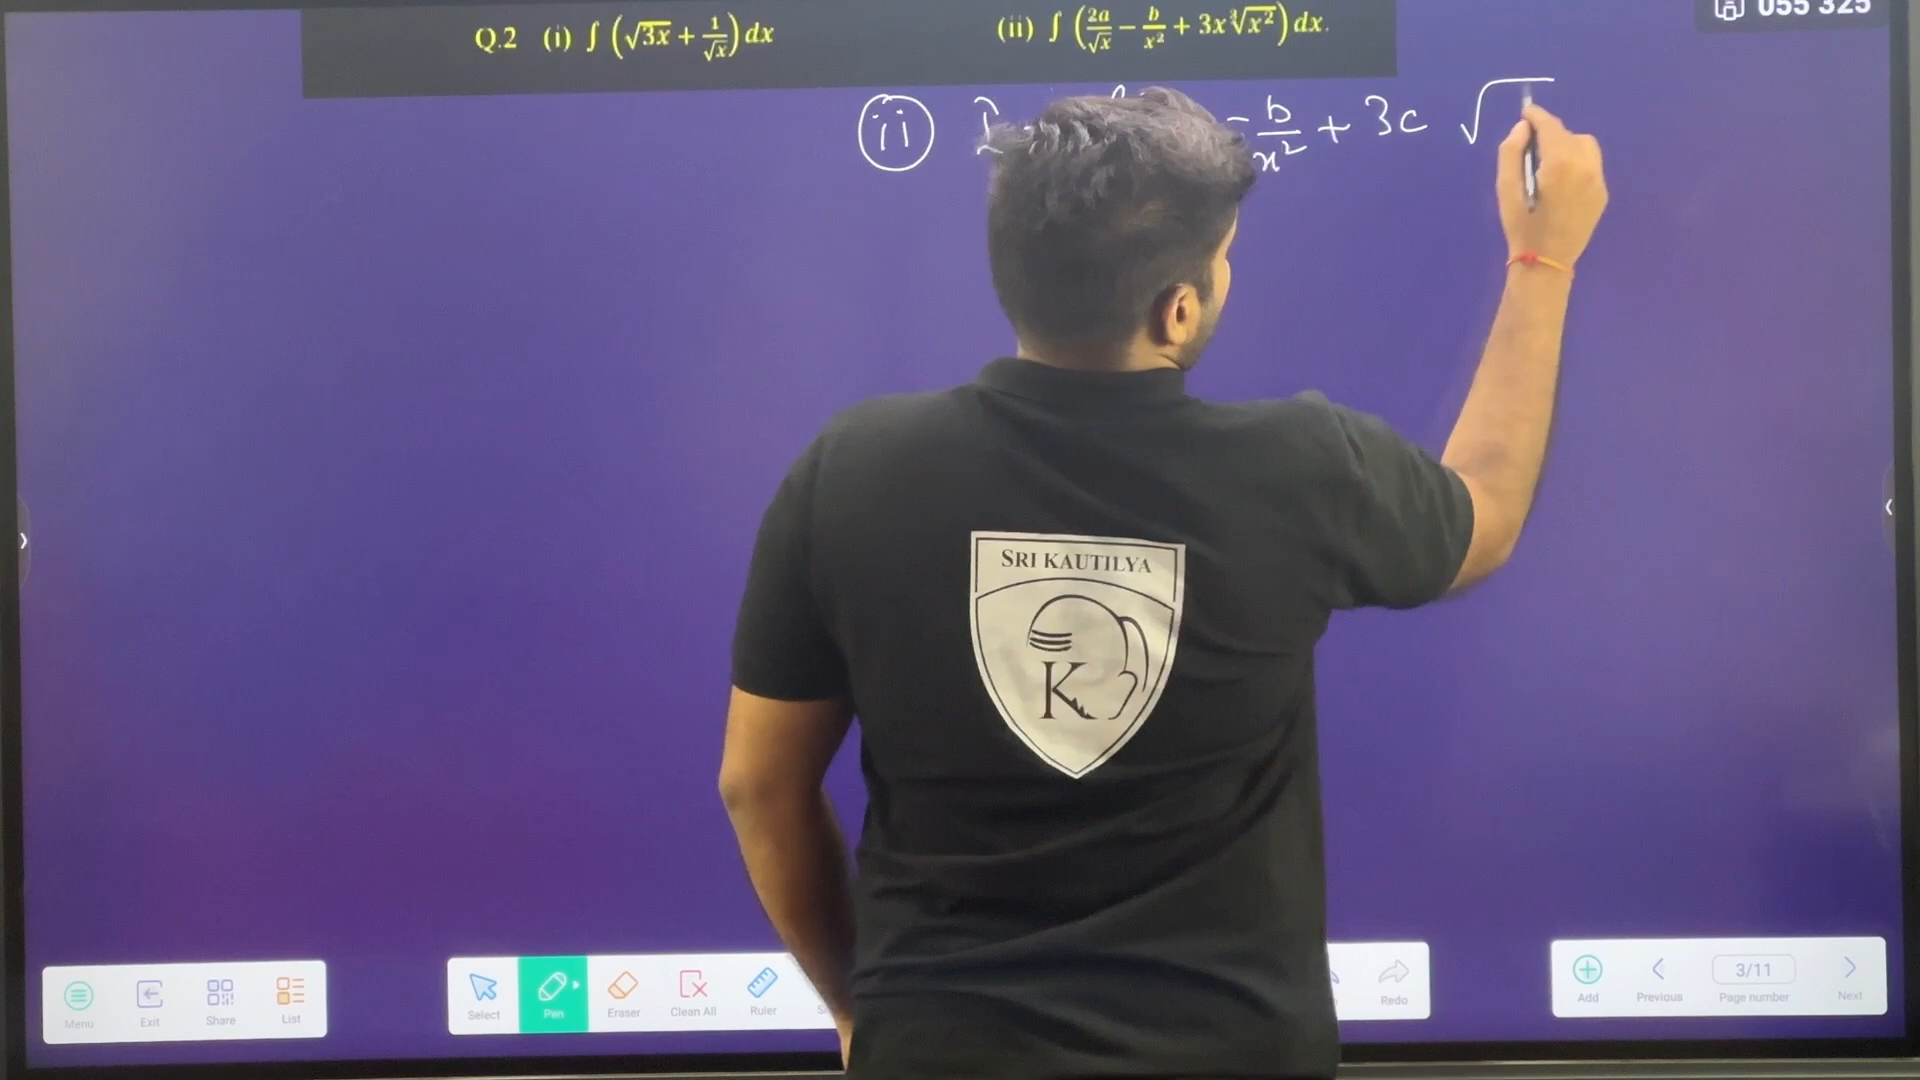 055 325
Q.2 (i) ∫ (√3x + 1/√x) dx (ii) ∫ (2a/√x − b/x² + 3x ∛x²) dx.
(ii) I − b/x² + 3c √
SRI KAUTILYA
K
Menu Exit Share List
Select Pen Eraser Clean All Ruler Redo
Add Previous 3/11 Page number Next